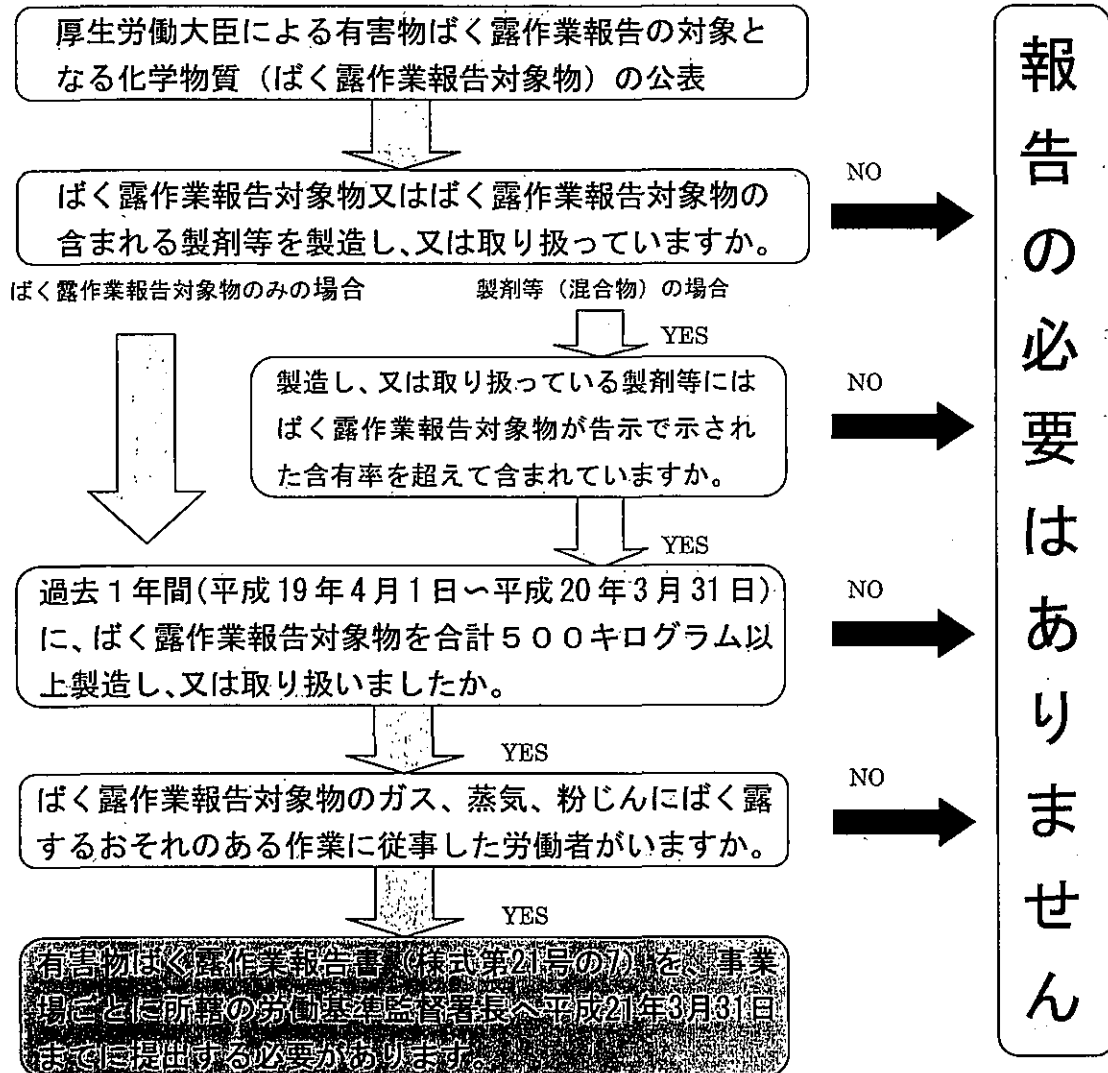 厚生労働大臣による有害物ばく露作業報告の対象と
なる化学物質（ばく露作業報告対象物）の公表
ばく露作業報告対象物又はばく露作業報告対象物の
含まれる製剤等を製造し、又は取り扱っていますか。
NO
ばく露作業報告対象物のみの場合
製剤等（混合物）の場合
YES
製造し、又は取り扱っている製剤等には
ばく露作業報告対象物が告示で示され
た含有率を超えて含まれていますか。
NO
YES
過去１年間(平成19年4月1日～平成20年3月31日)
に、ばく露作業報告対象物を合計５００キログラム以
上製造し、又は取り扱いましたか。
NO
YES
ばく露作業報告対象物のガス、蒸気、粉じんにばく露
するおそれのある作業に従事した労働者がいますか。
NO
YES
有害物ばく露作業報告書(様式第21号の7)を、事業
場ごとに所轄の労働基準監督署長へ平成21年3月31日
までに提出する必要があります。
報告の必要はありません